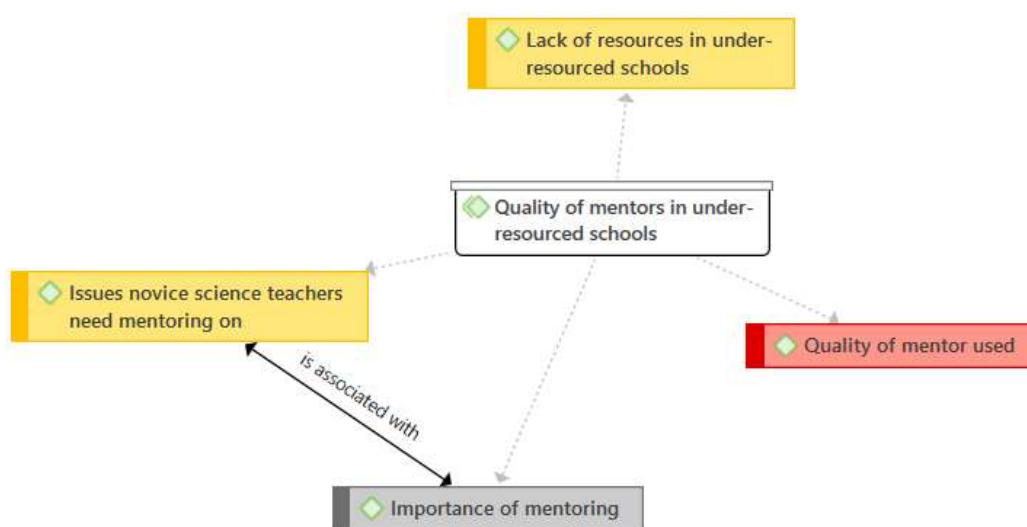 Lack of resources in under-
resourced schools
Quality of mentors in under-
resourced schools
Issues novice science teachers
need mentoring on
Quality of mentor used
is associated with
Importance of mentoring